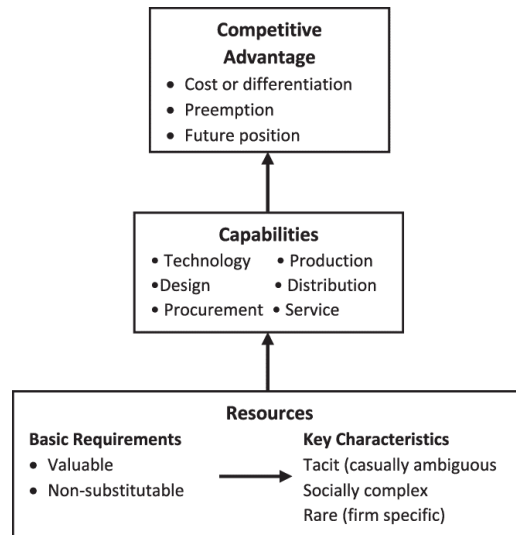 Competitive
Advantage
• Cost or differentiation
• Preemption
• Future position
Capabilities
• Technology • Production
•Design • Distribution
• Procurement • Service
Resources
Basic Requirements
• Valuable
• Non-substitutable
Key Characteristics
Tacit (casually ambiguous
Socially complex
Rare (firm specific)